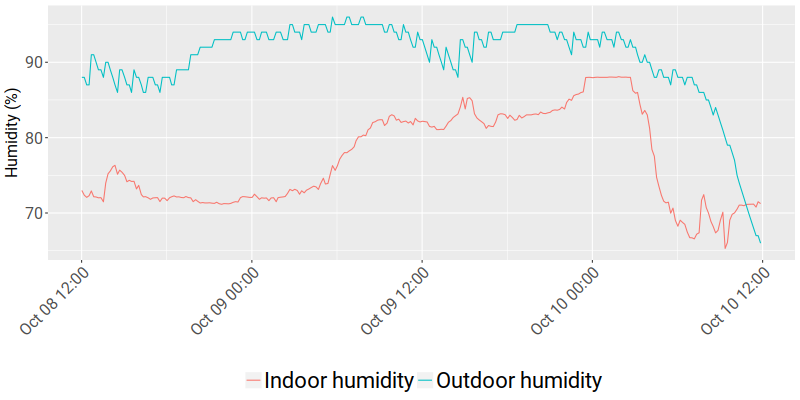 Humidity (%)
90
80
70
Oct 08 12:00
Oct 09 00:00
Oct 09 12:00
Oct 10 00:00
Oct 10 12:00
Indoor humidity Outdoor humidity